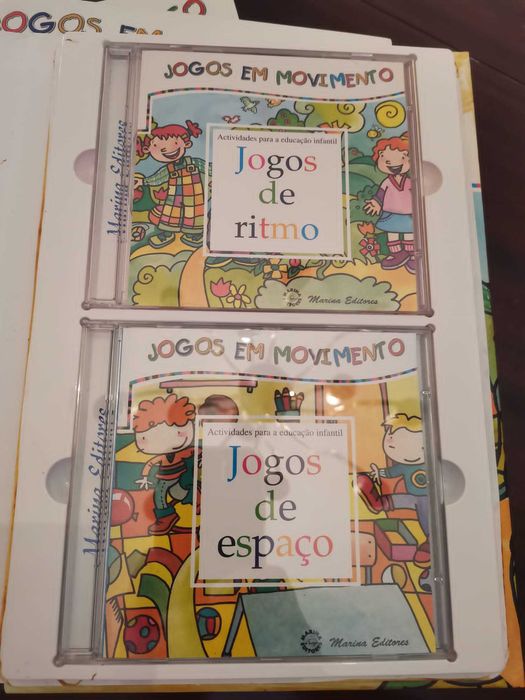 JOGOS EM
JOGOS EM MOVIMENTO
Marina Editores
Actividades para a educação infantil
Jogos
de
ritmo
Marina Editores
JOGOS EM MOVIMENTO
Marina Editores
Actividades para a educação infantil
Jogos
de
espaço
Marina Editores